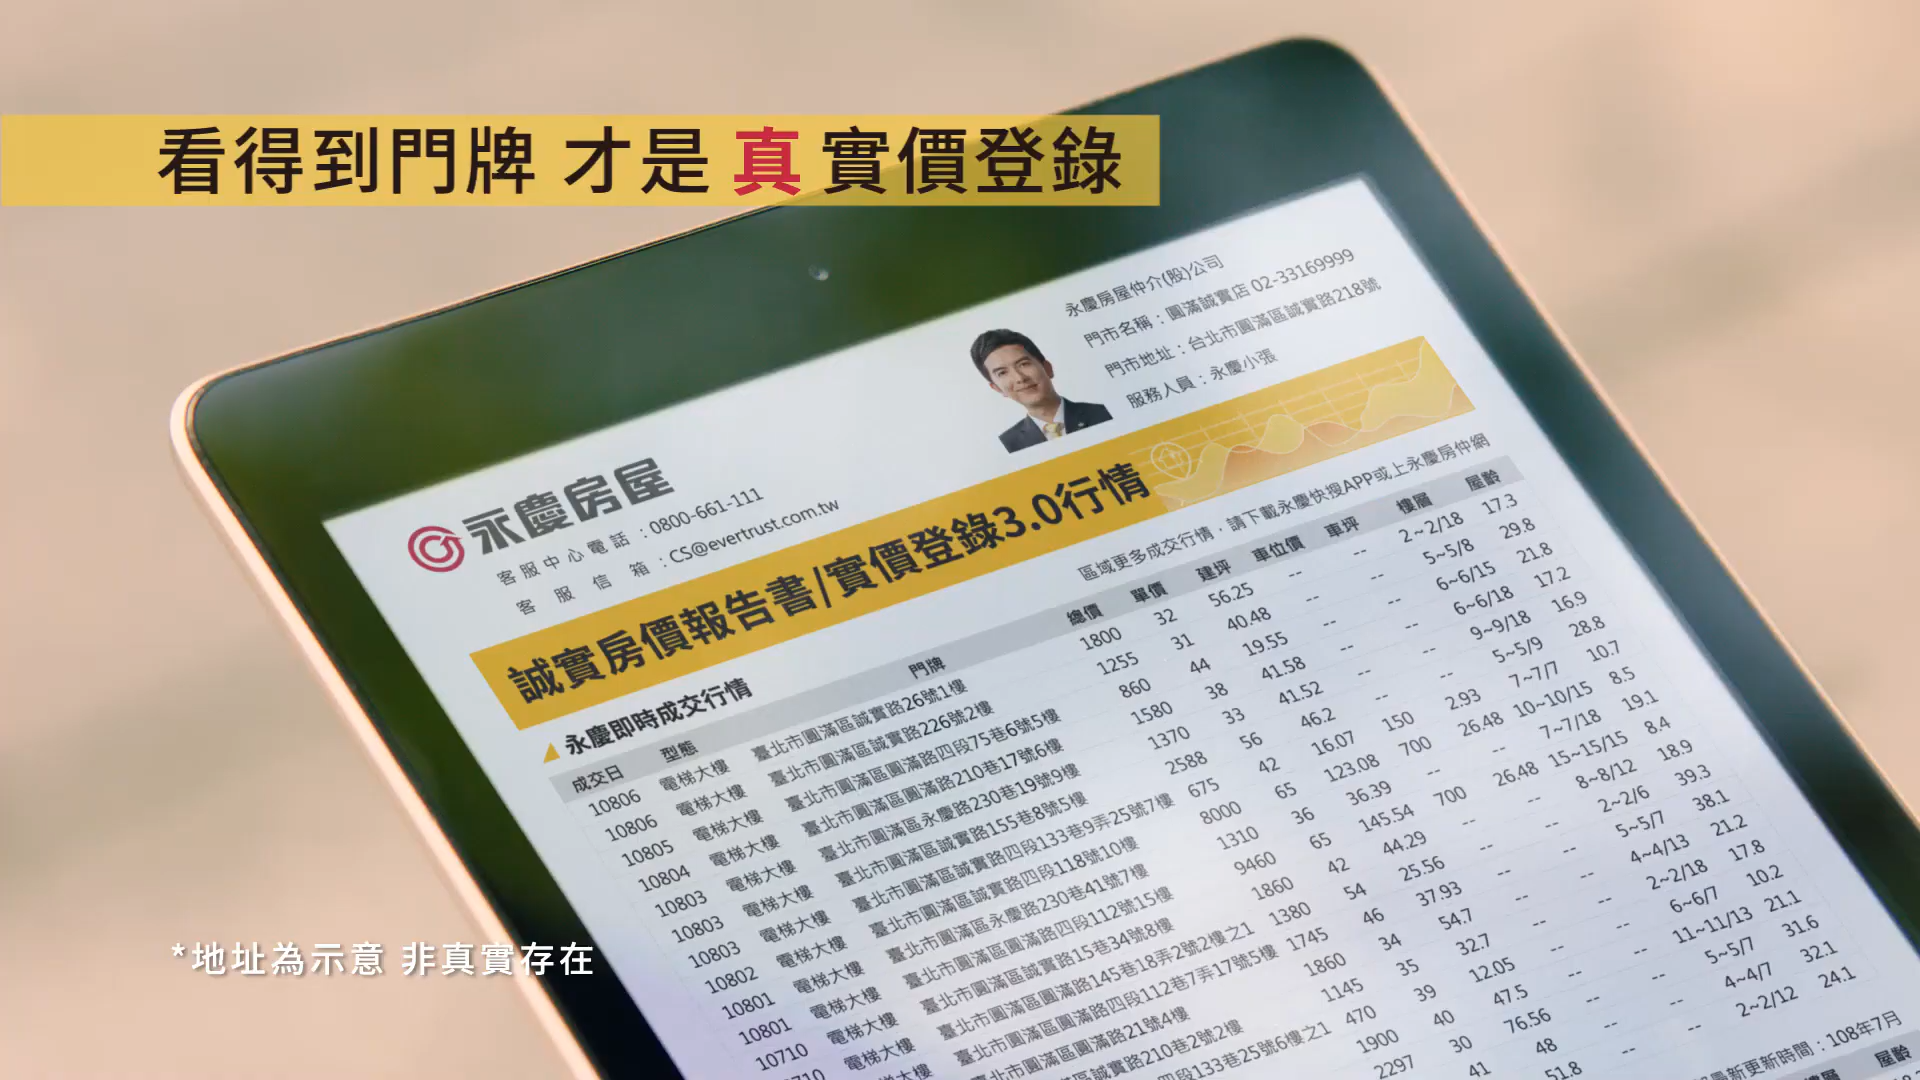 看得到門牌 才是 真 實價登錄
永慶房屋仲介(股)公司
門市名稱：圓滿誠實店 02-33169999
門市地址：台北市圓滿區誠實路218號
服務人員：永慶小張
永慶房屋
客服中心電話：0800-661-111
客服信箱：CS@evertrust.com.tw
誠實房價報告書/實價登錄3.0行情
區域更多成交行情，請下載永慶快搜APP或上永慶房仲網
永慶即時成交行情
成交日 型態 門牌 總價 單價 建坪 車位價 車坪 樓層 屋齡
10806 電梯大樓 臺北市圓滿區誠實路26號1樓 1800 32 56.25 -- -- 2~2/18 17.3
10806 電梯大樓 臺北市圓滿區誠實路226號2樓 1255 31 40.48 -- -- 5~5/8 29.8
10805 電梯大樓 臺北市圓滿區圓滿路四段75巷6號5樓 860 44 19.55 -- -- 6~6/15 21.8
10804 電梯大樓 臺北市圓滿區圓滿路210巷17號6樓 1580 38 41.58 -- -- 6~6/18 17.2
10803 電梯大樓 臺北市圓滿區永慶路230巷19號9樓 1370 33 41.52 -- -- 9~9/18 16.9
10803 電梯大樓 臺北市圓滿區誠實路155巷8號5樓 2588 56 46.2 -- -- 5~5/9 28.8
10803 電梯大樓 臺北市圓滿區誠實路四段133巷9弄25號7樓 675 42 16.07 150 2.93 7~7/7 10.7
10802 電梯大樓 臺北市圓滿區誠實路四段118號10樓 8000 65 123.08 700 26.48 10~10/15 8.5
10801 電梯大樓 臺北市圓滿區永慶路230巷41號7樓 1310 36 36.39 -- -- 7~7/18 19.1
10801 電梯大樓 臺北市圓滿區圓滿路四段112號15樓 9460 65 145.54 700 26.48 15~15/15 8.4
10710 電梯大樓 臺北市圓滿區誠實路15巷34號8樓 1860 42 44.29 -- -- 8~8/12 18.9
電梯大樓 臺北市圓滿區圓滿路145巷18弄2號2樓之1 1380 54 25.56 -- -- 2~2/6 39.3
臺北市圓滿區圓滿路四段112巷7弄17號5樓 1745 46 37.93 -- -- 5~5/7 38.1
臺北市圓滿區圓滿路21號4樓 1860 34 54.7 -- -- 4~4/13 21.2
誠實路210巷2號2樓 1145 35 32.7 -- -- 2~2/18 17.8
133巷25號6樓之1 470 39 12.05 -- -- 6~6/7 10.2
1900 40 47.5 -- -- 11~11/13 21.1
2297 30 76.56 -- -- 5~5/7 31.6
41 48 -- -- 4~4/7 32.1
51.8 -- -- 2~2/12 24.1
最新更新時間：108年7月
樓層 屋齡
*地址為示意 非真實存在